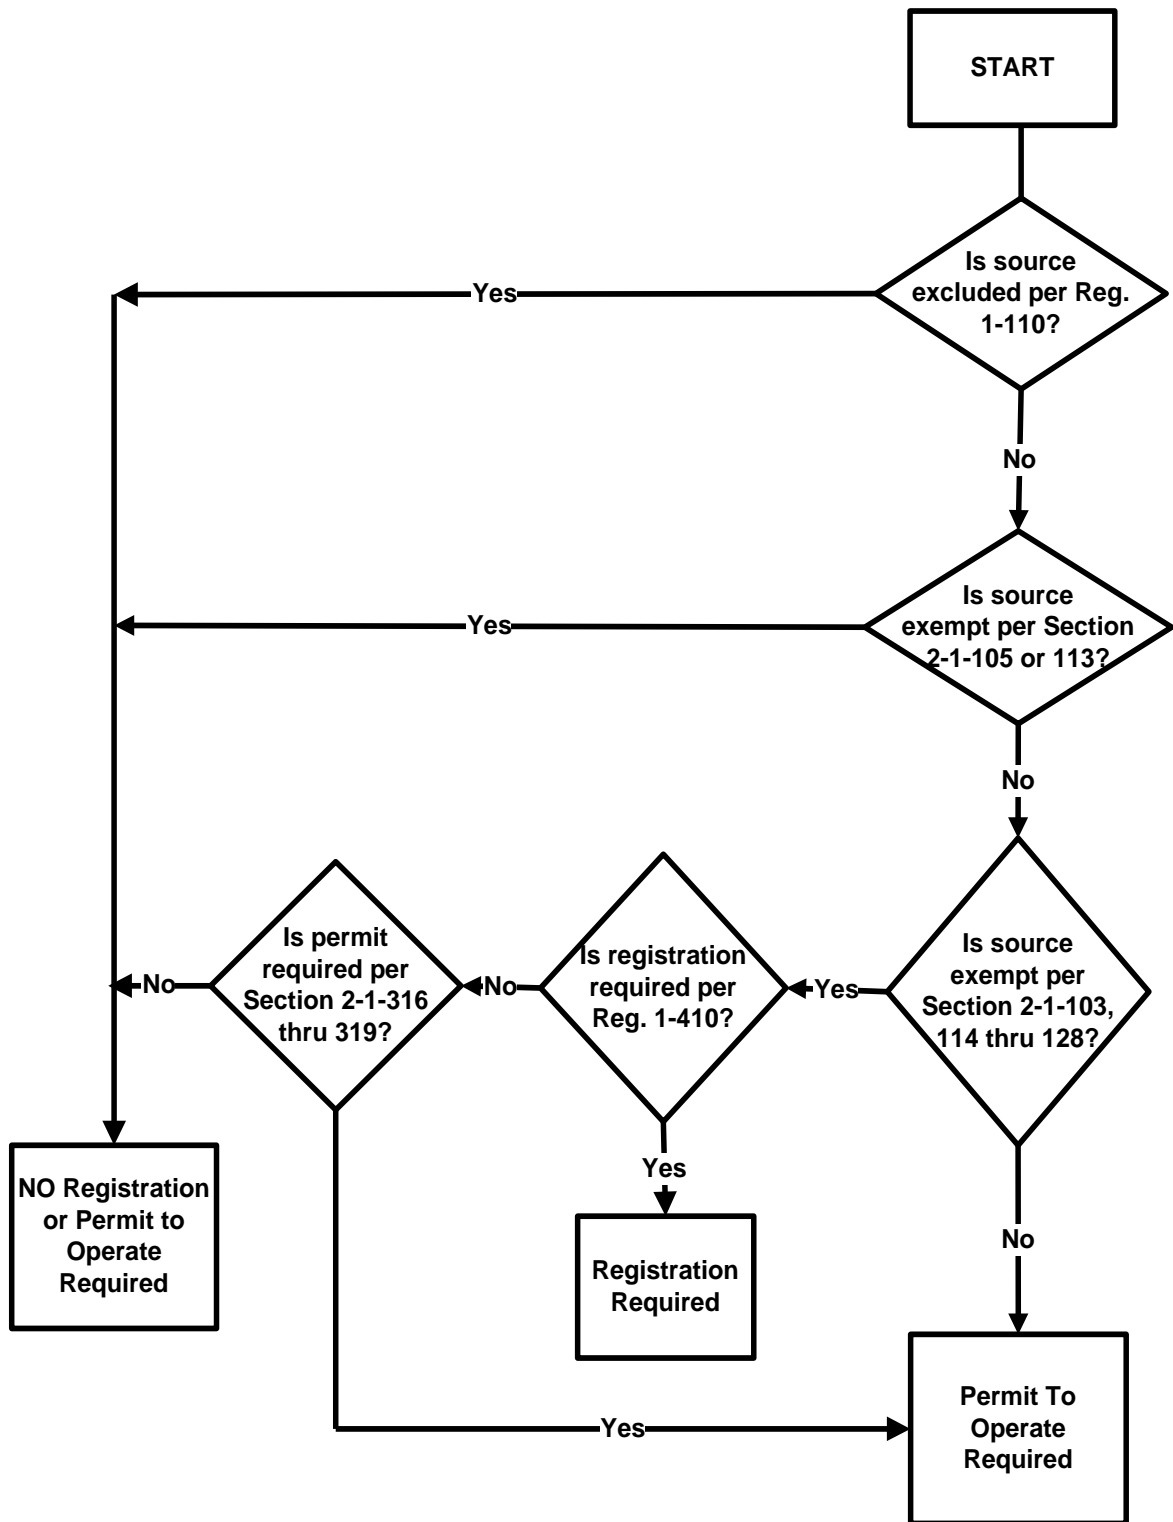 START
Is source
excluded per Reg.
1-110?
Yes
No
Is source
exempt per Section
2-1-105 or 113?
Yes
No
Is source
exempt per
Section 2-1-103,
114 thru 128?
Yes
Is registration
required per
Reg. 1-410?
No
Is permit
required per
Section 2-1-316
thru 319?
No
Yes
No
NO Registration
or Permit to
Operate
Required
Registration
Required
Yes
Permit To
Operate
Required